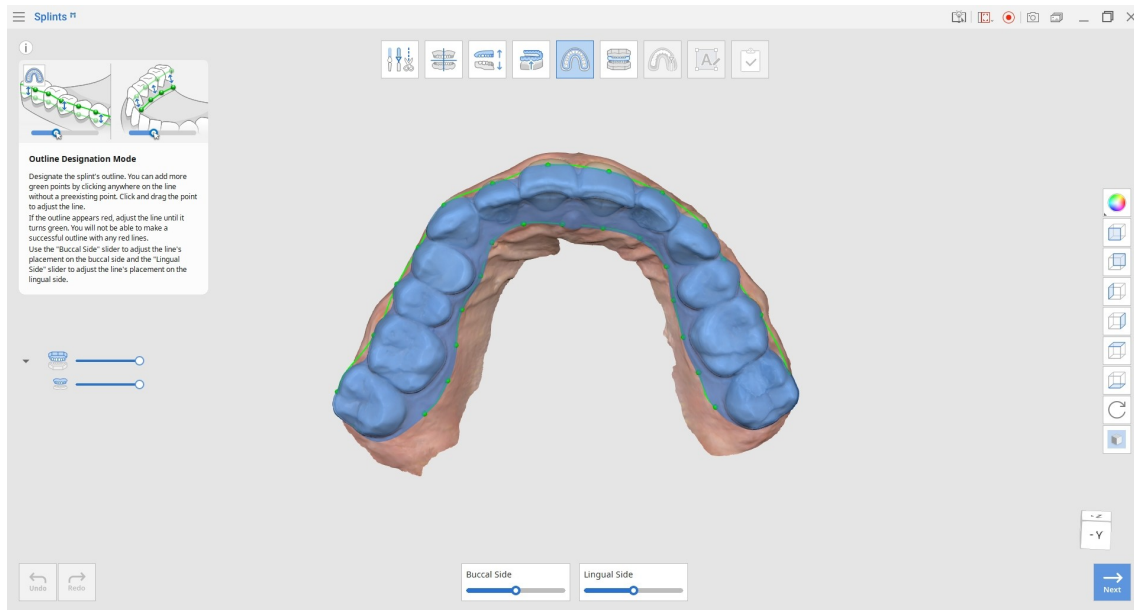 Splints
Outline Designation Mode
Designate the splint's outline. You can add more
green points by clicking anywhere on the line
without a preexisting point. Click and drag the point
to adjust the line.
If the outline appears red, adjust the line until it
turns green. You will not be able to make a
successful outline with any red lines.
Use the "Buccal Side" slider to adjust the line's
placement on the buccal side and the "Lingual
Side" slider to adjust the line's placement on the
lingual side.
- Z
- Y
Undo
Redo
Buccal Side
Lingual Side
Next